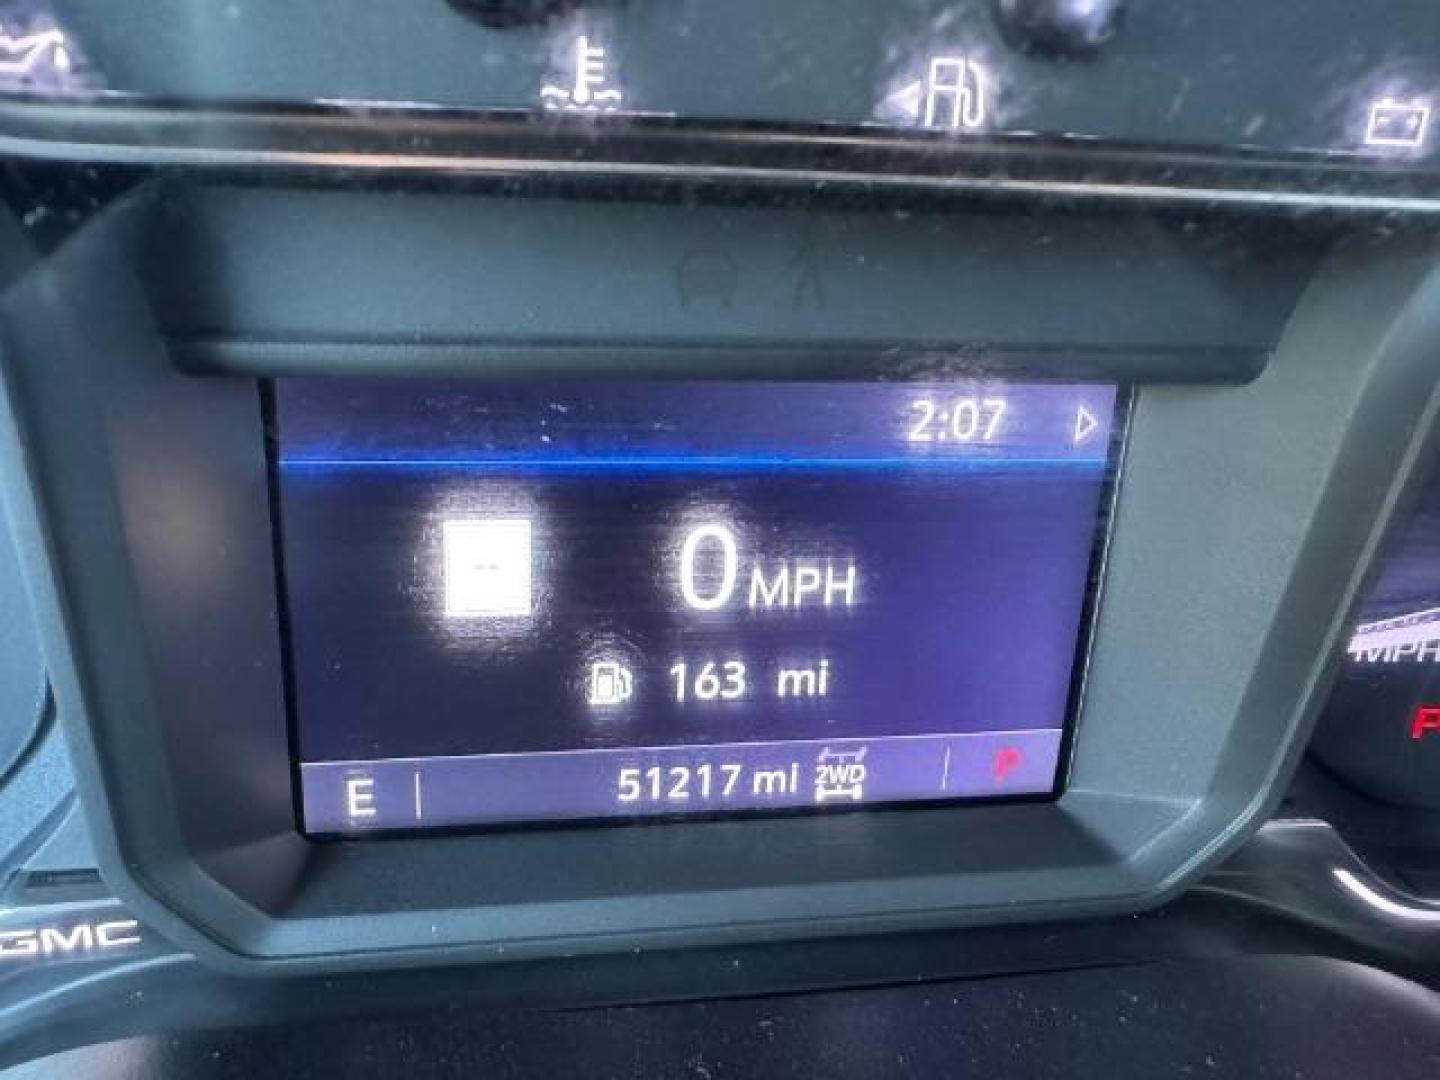 2:07
--
0 MPH
163 mi
MPH
E 51217 mi 2WD P
GMC